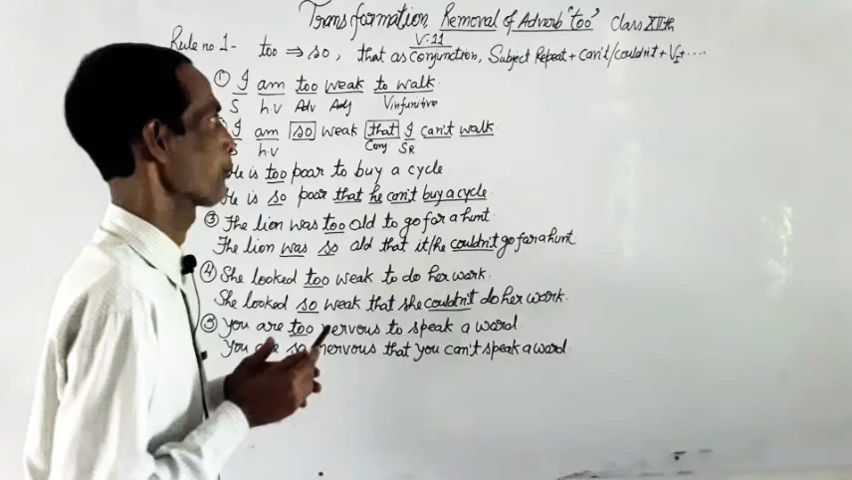 Transformation Removal of Adverb "too" Class XIIth
V.11
Rule no 1- too ⇒ so, that as conjunction, Subject Repeat + can't/couldn't + V1+ ....
① I am too weak to walk
S h.v Adv Adj V infinitive
I am so weak that I can't walk
h.v Conj SR
He is too poor to buy a cycle
He is so poor that he can't buy a cycle
③ The lion was too old to go for a hunt
The lion was so old that it/he couldn't go for a hunt
④ She looked too weak to do her work.
She looked so weak that she couldn't do her work.
⑤ You are too nervous to speak a word
You are so nervous that you can't speak a word.